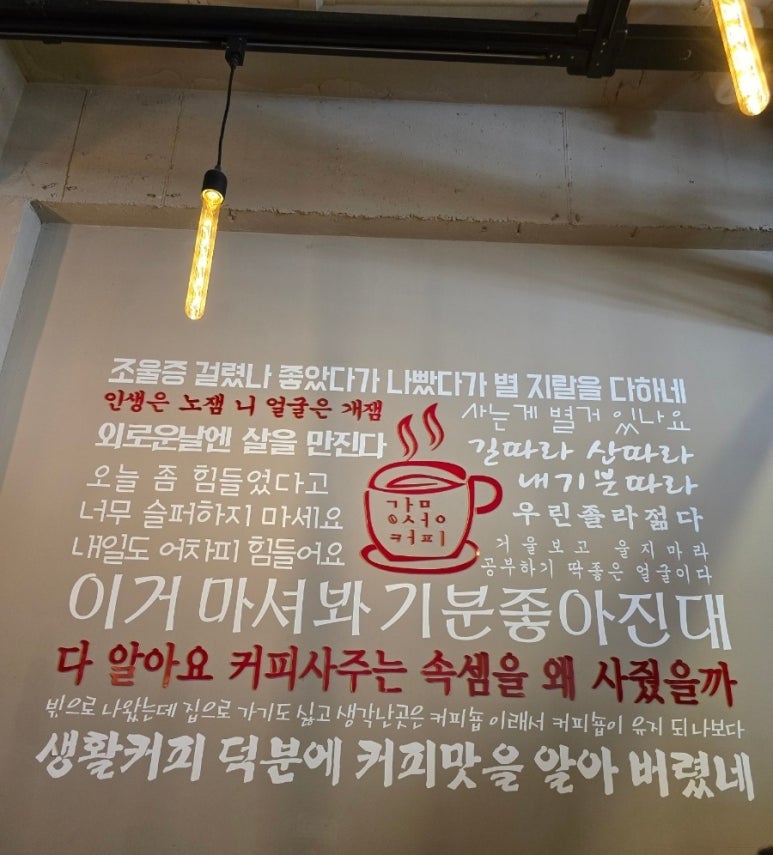 조울증 걸렸나 좋았다가 나빴다가 별 지랄을 다하네
인생은 노잼 니 얼굴은 개잼
사는게 별거 있나요
외로운날엔 살을 만진다
길따라 산따라
오늘 좀 힘들었다고
내기분따라
너무 슬퍼하지 마세요
우린졸라젊다
내일도 어차피 힘들어요
거울보고 울지마라
공부하기 딱좋은 얼굴이다
감성
커피
이거 마셔봐 기분좋아진대
다 알아요 커피사주는 속셈을 왜 사줬을까
밖으로 나왔는데 집으로 가기도 싫고 생각난곳은 커피숍 이래서 커피숍이 유지 되나보다
생활커피 덕분에 커피맛을 알아 버렸네